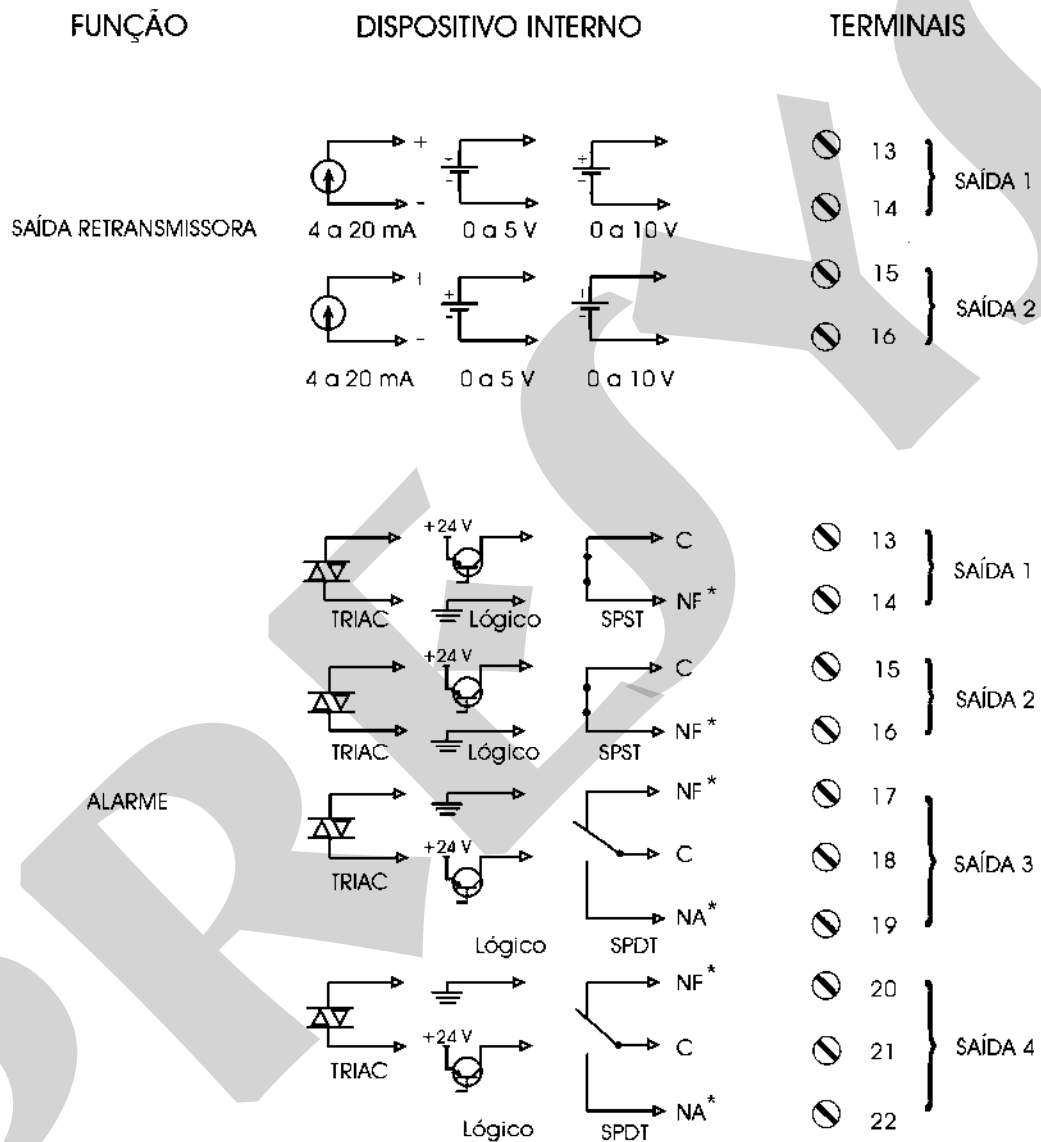 FUNÇÃO DISPOSITIVO INTERNO TERMINAIS
+ 13
SAÍDA 1
- 14
SAÍDA RETRANSMISSORA 4 a 20 mA 0 a 5 V 0 a 10 V
15
SAÍDA 2
- 16
4 a 20 mA 0 a 5 V 0 a 10 V
+24 V C 13
SAÍDA 1
NF* 14
TRIAC Lógico SPST
+24 V C 15
SAÍDA 2
NF* 16
TRIAC Lógico SPST
ALARME NF* 17
+24 V C 18 SAÍDA 3
TRIAC
NA* 19
Lógico SPDT
NF* 20
+24 V C 21 SAÍDA 4
TRIAC
NA* 22
Lógico SPDT
PRESYS